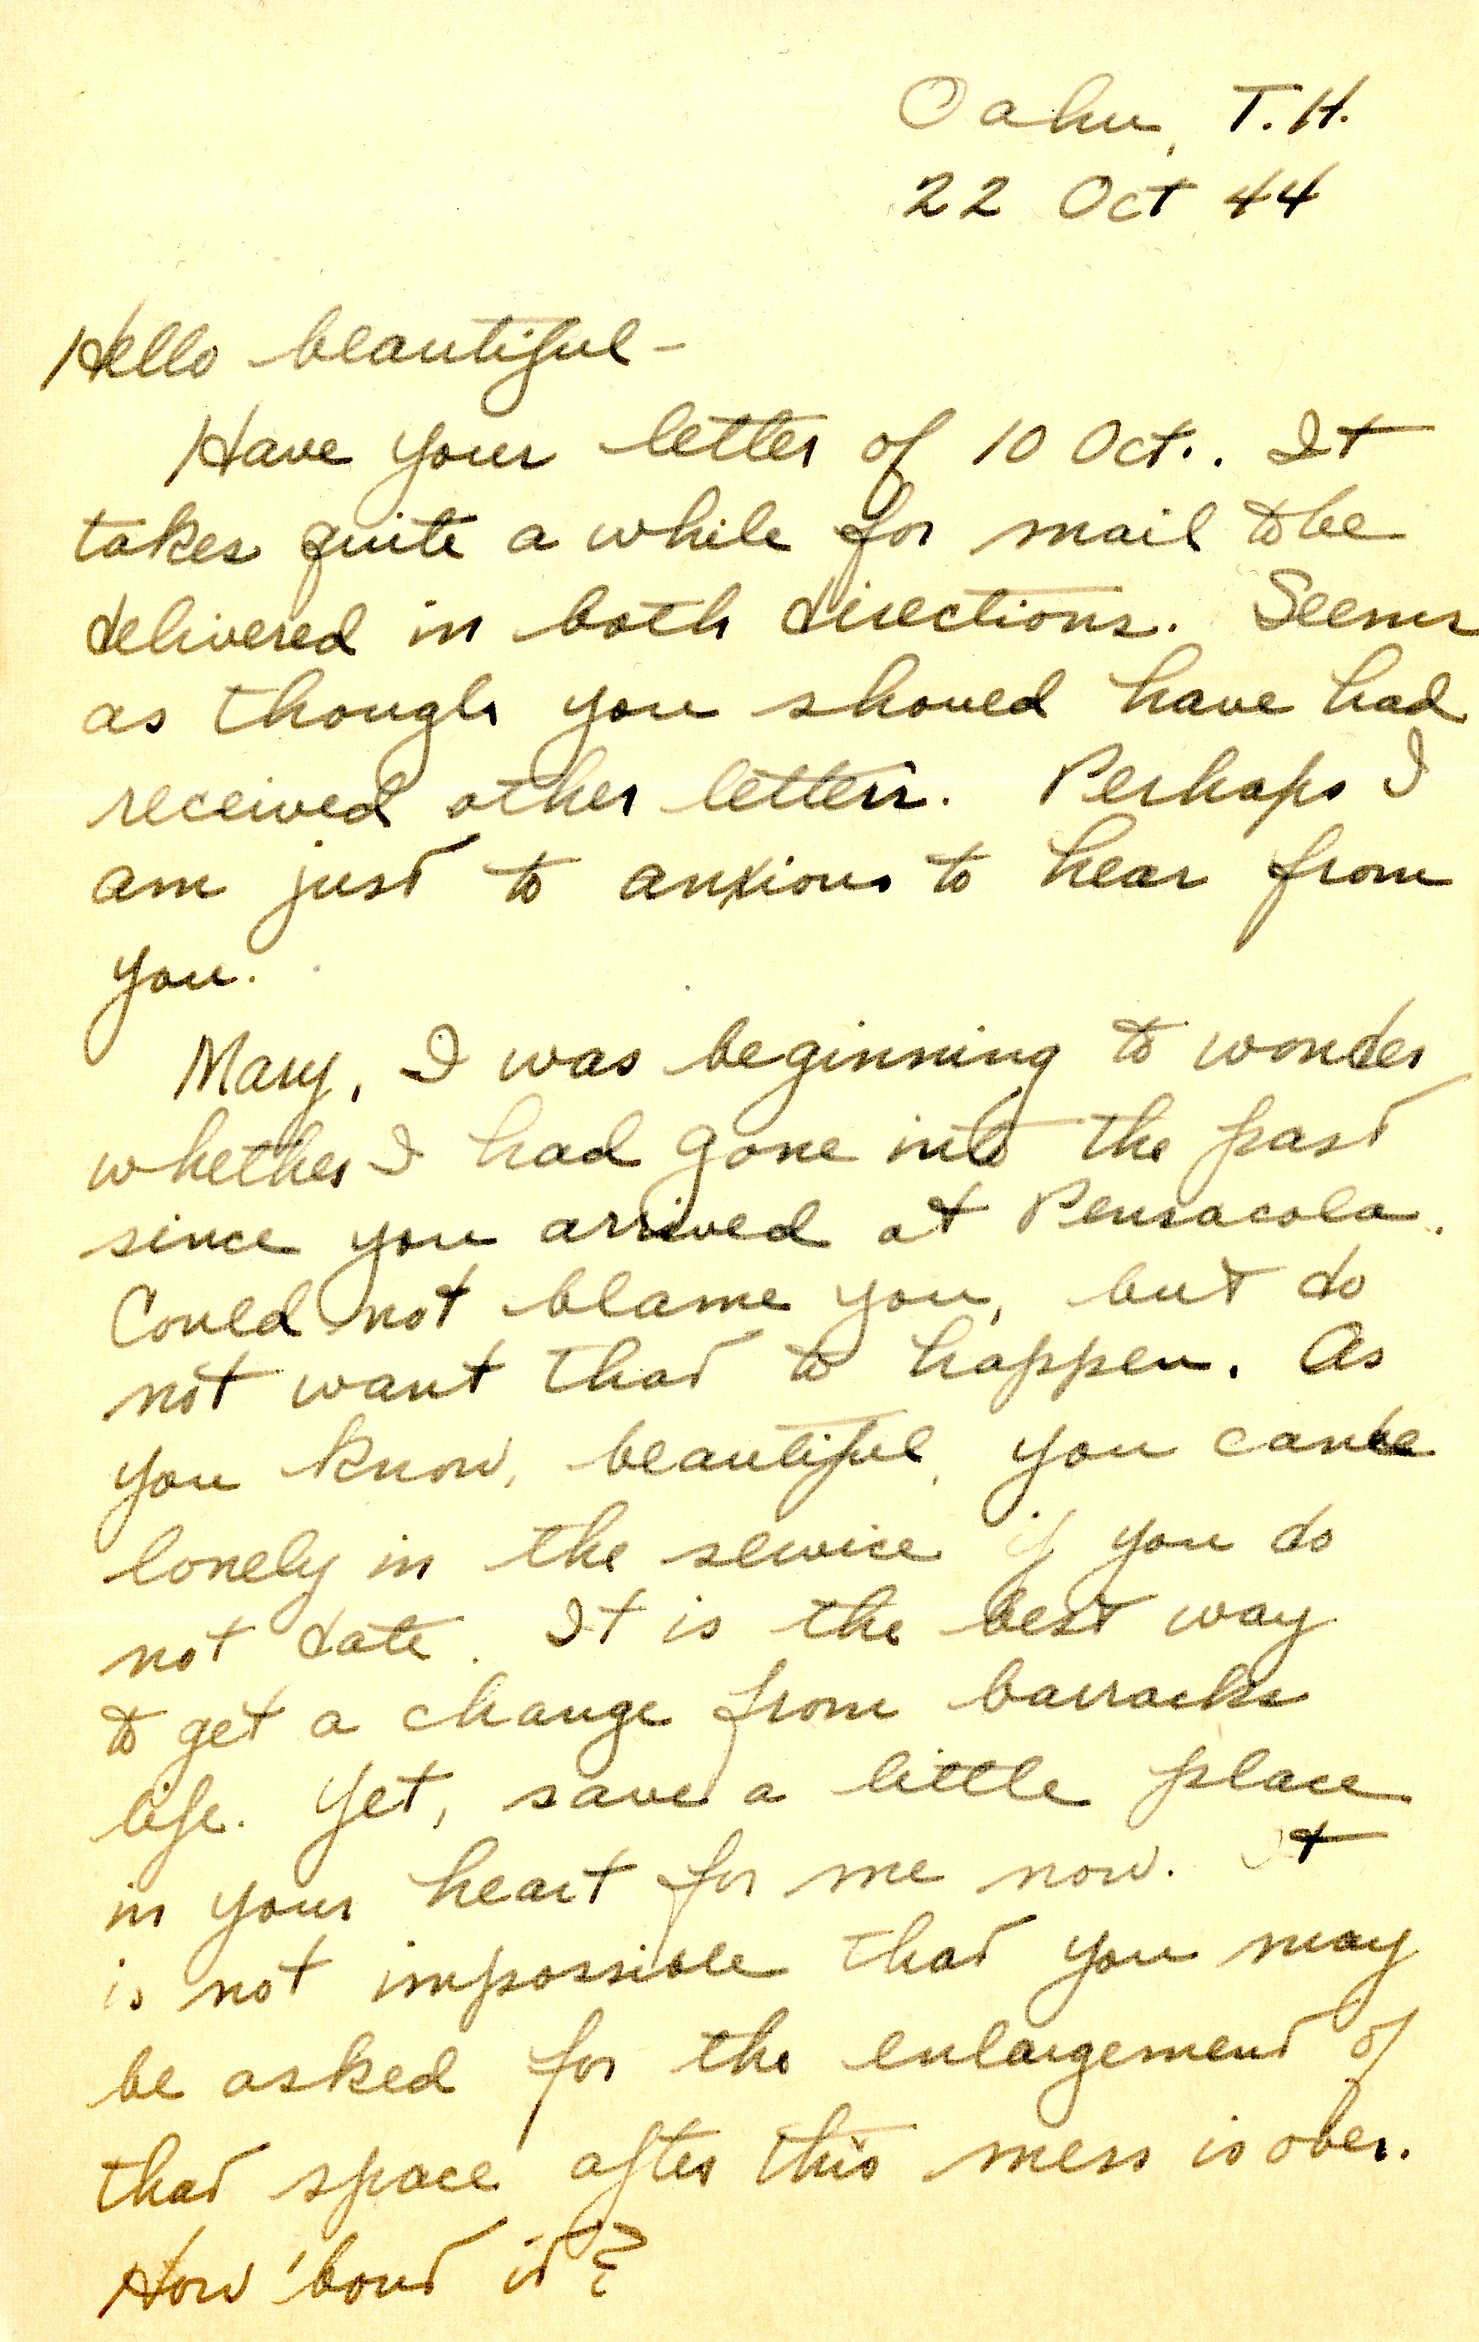 Oahu, T.H.
22 Oct 44
Hello beautiful-
Have your letter of 10 Oct.. It
takes quite a while for mail to be
delivered in both directions. Seems
as though you shoued have had
received other letters. Perhaps I
am just to anxious to hear from
you.
Mary, I was beginning to wonder
whether I had gone into the past
since you arrived at Pensacola.
Could not blame you, but do
not want that to happen. As
you know, beautiful, you can be
lonely in the service if you do
not date. It is the best way
to get a change from barracks
life. Yet, save a little place
in your heart for me now. It
is not impossible that you may
be asked for the enlargement of
that space after this mess is over.
How 'bout it?